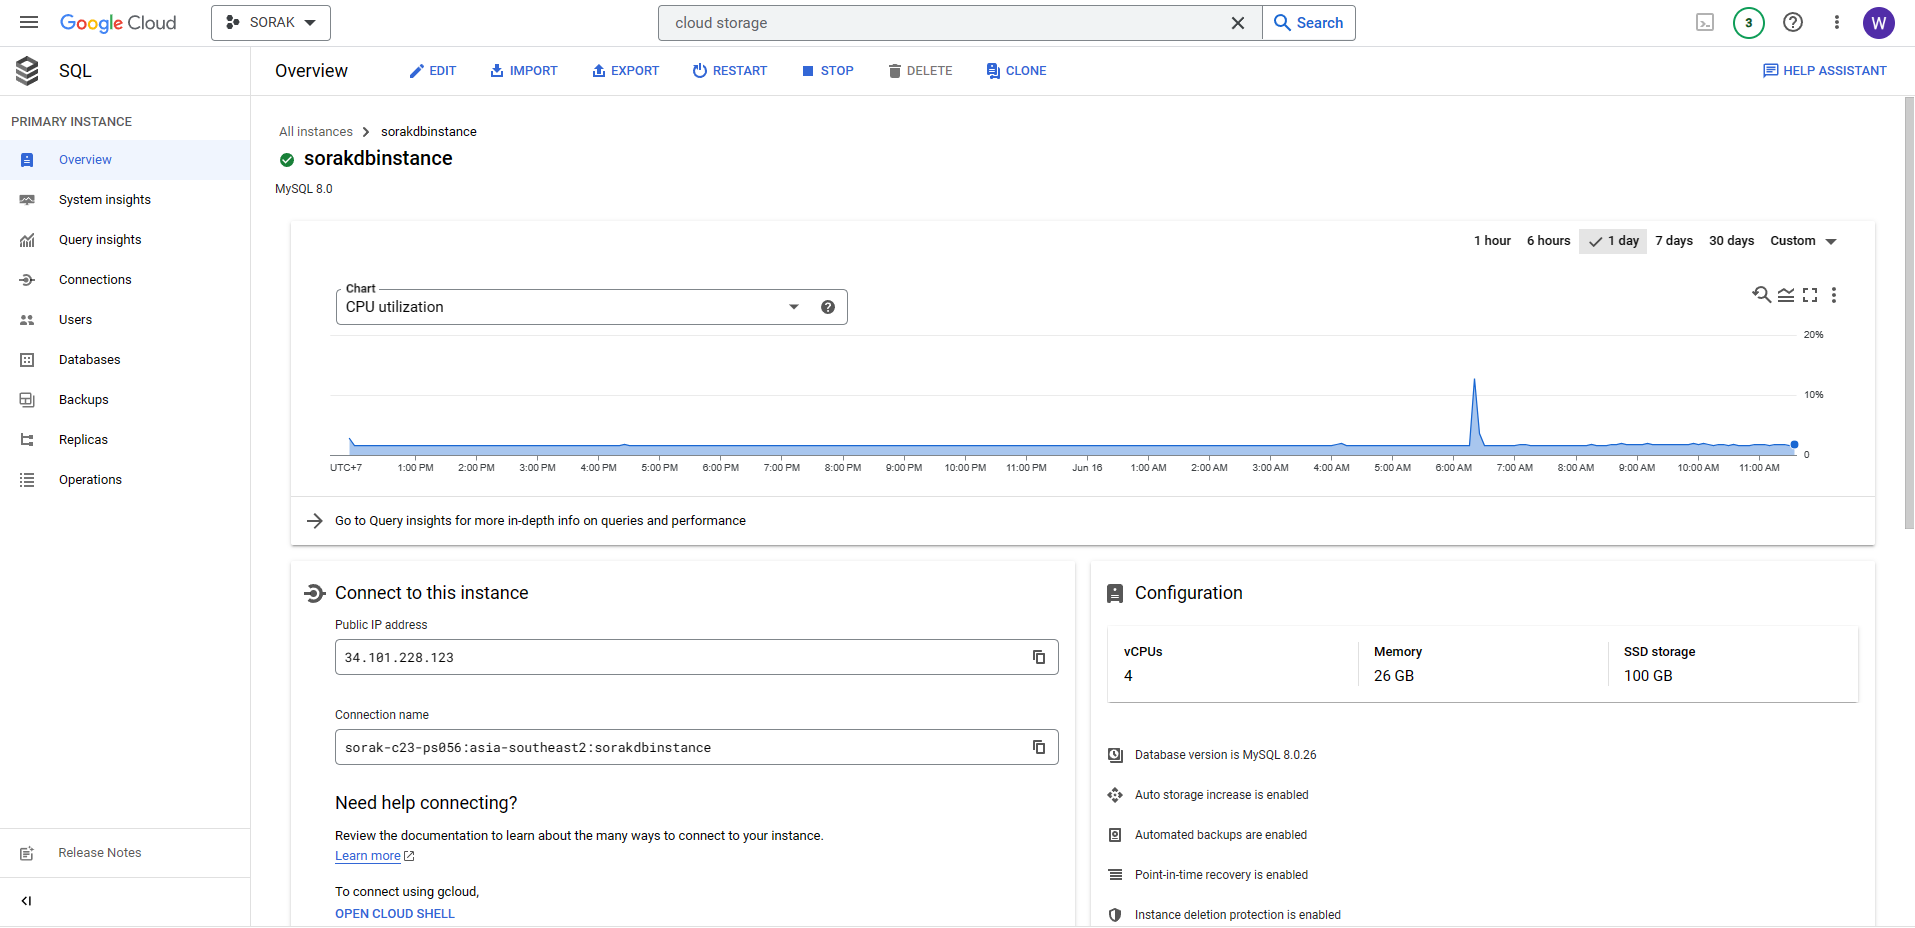 Google Cloud
SORAK
cloud storage
Search
3
W
SQL
Overview
EDIT
IMPORT
EXPORT
RESTART
STOP
DELETE
CLONE
HELP ASSISTANT
PRIMARY INSTANCE
Overview
System insights
Query insights
Connections
Users
Databases
Backups
Replicas
Operations
Release Notes
All instances
sorakdbinstance
sorakdbinstance
MySQL 8.0
1 hour
6 hours
1 day
7 days
30 days
Custom
Chart
CPU utilization
20%
10%
0
UTC+7
1:00 PM
2:00 PM
3:00 PM
4:00 PM
5:00 PM
6:00 PM
7:00 PM
8:00 PM
9:00 PM
10:00 PM
11:00 PM
Jun 16
1:00 AM
2:00 AM
3:00 AM
4:00 AM
5:00 AM
6:00 AM
7:00 AM
8:00 AM
9:00 AM
10:00 AM
11:00 AM
Go to Query insights for more in-depth info on queries and performance
Connect to this instance
Public IP address
34.101.228.123
Connection name
sorak-c23-ps056:asia-southeast2:sorakdbinstance
Need help connecting?
Review the documentation to learn about the many ways to connect to your instance.
Learn more
To connect using gcloud,
OPEN CLOUD SHELL
Configuration
vCPUs
4
Memory
26 GB
SSD storage
100 GB
Database version is MySQL 8.0.26
Auto storage increase is enabled
Automated backups are enabled
Point-in-time recovery is enabled
Instance deletion protection is enabled